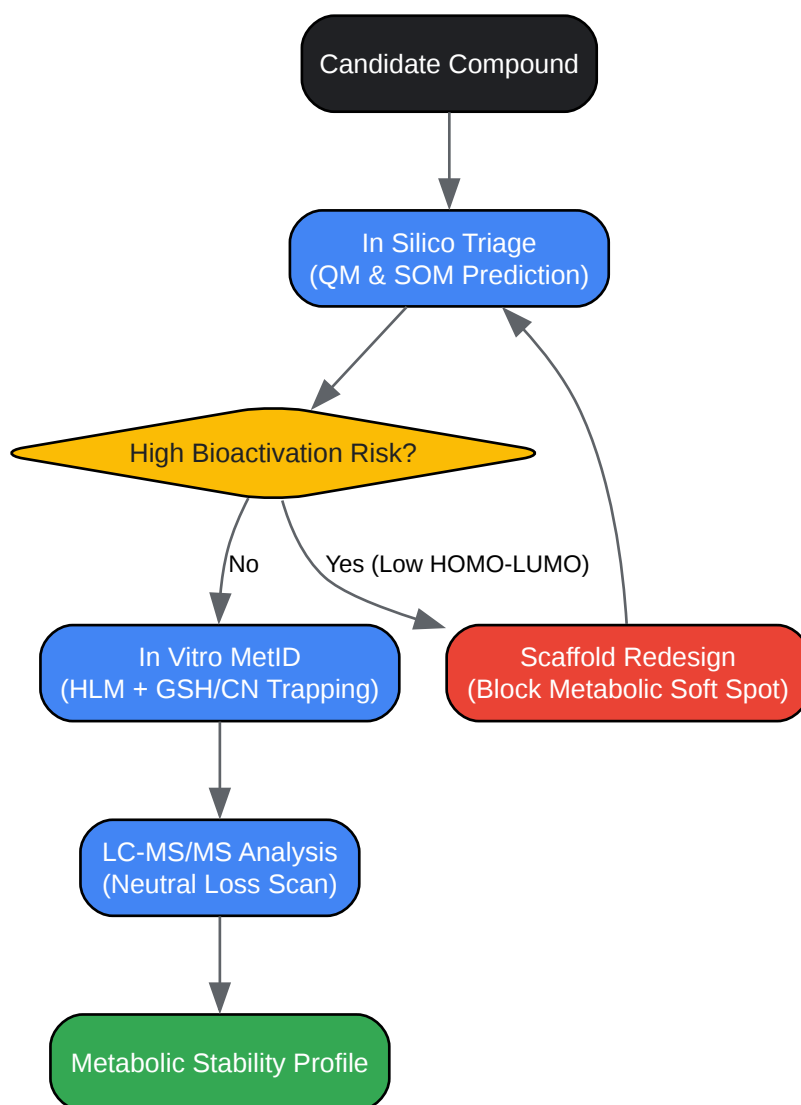 Candidate Compound
In Silico Triage
(QM & SOM Prediction)
High Bioactivation Risk?
No
Yes (Low HOMO-LUMO)
In Vitro MetID
(HLM + GSH/CN Trapping)
Scaffold Redesign
(Block Metabolic Soft Spot)
LC-MS/MS Analysis
(Neutral Loss Scan)
Metabolic Stability Profile